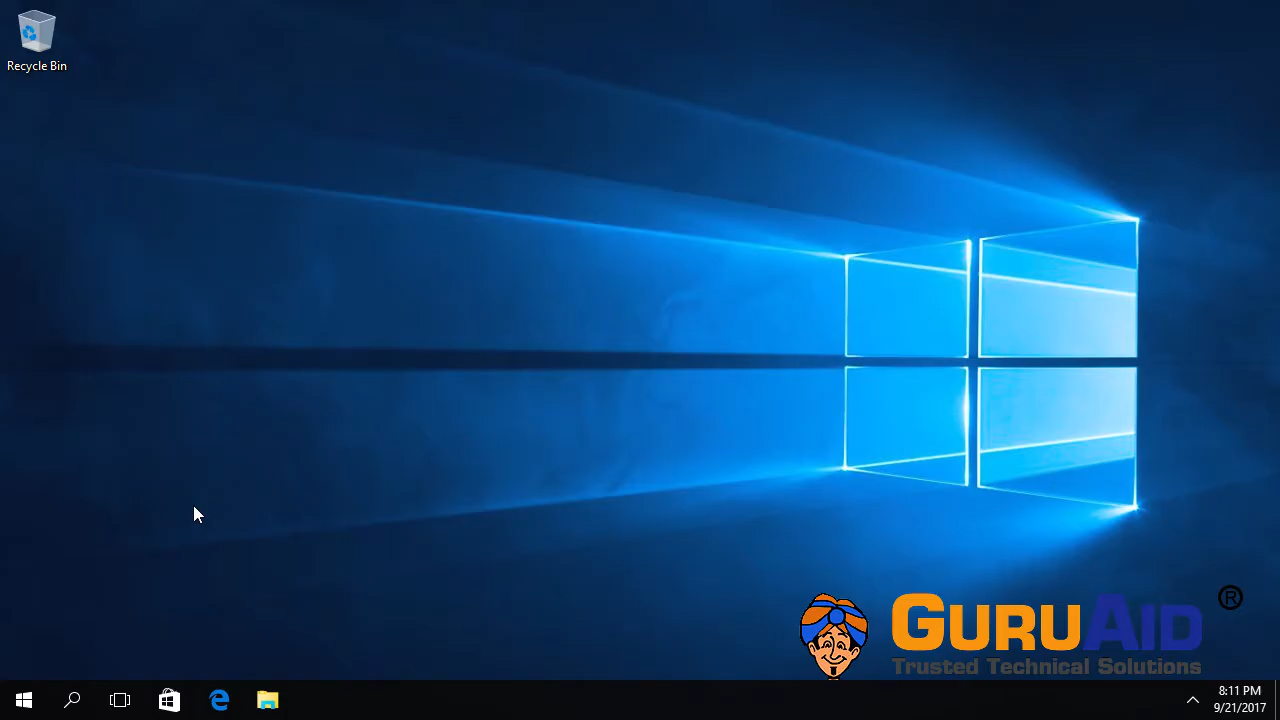 Recycle Bin
GURUAID ®
Trusted Technical Solutions
8:11 PM
9/21/2017